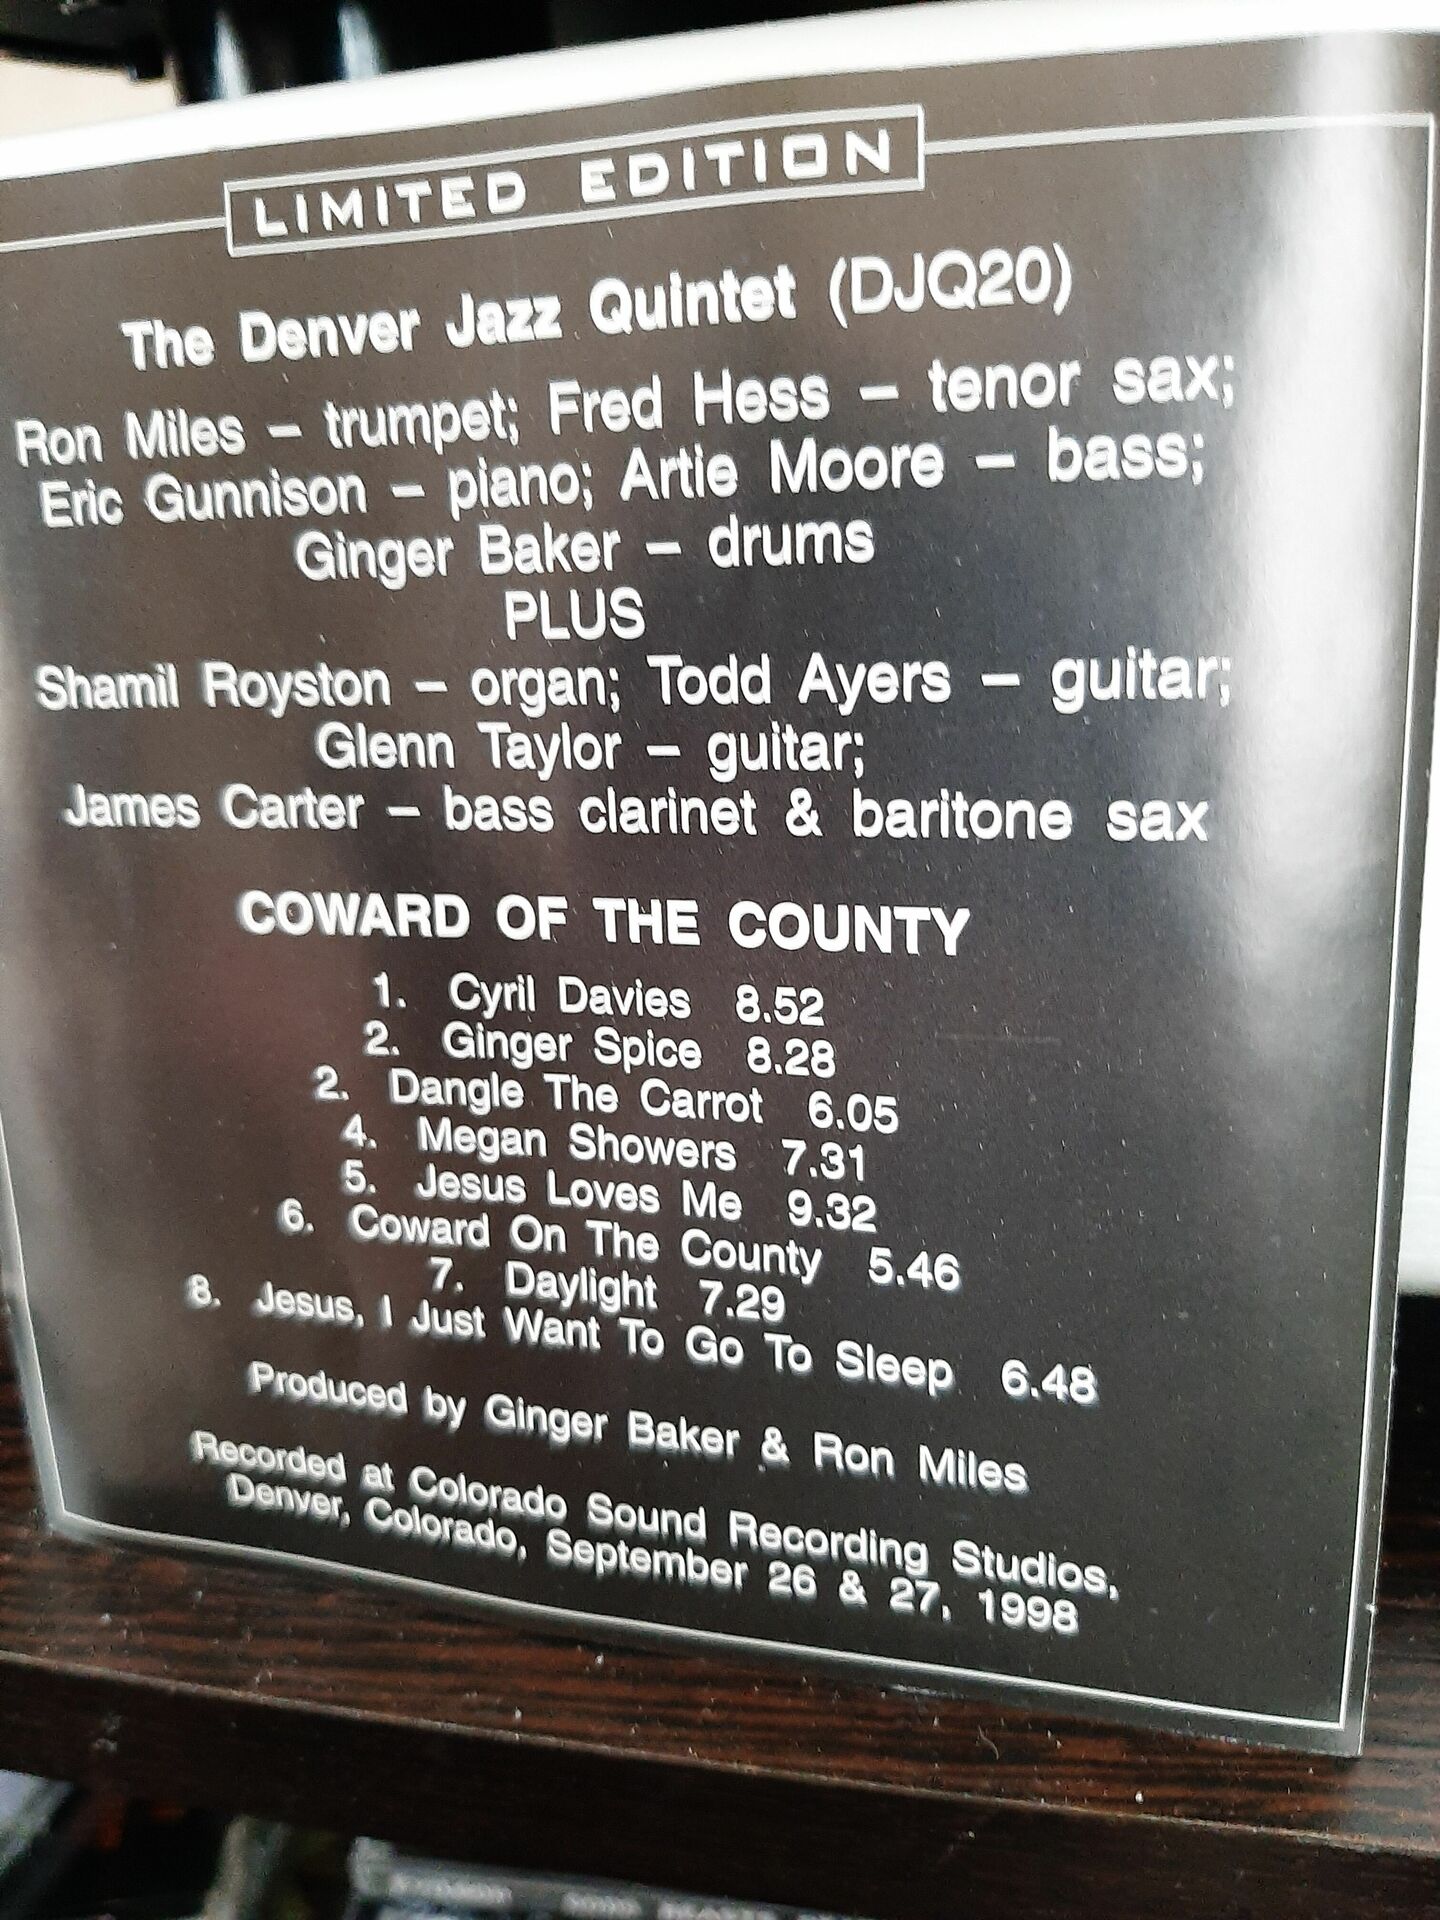 LIMITED EDITION
The Denver Jazz Quintet (DJQ20)
Ron Miles – trumpet; Fred Hess – tenor sax;
Eric Gunnison – piano; Artie Moore – bass;
Ginger Baker – drums
PLUS
Shamil Royston – organ; Todd Ayers – guitar;
Glenn Taylor – guitar;
James Carter – bass clarinet & baritone sax
COWARD OF THE COUNTY
1. Cyril Davies 8.52
2. Ginger Spice 8.28
2. Dangle The Carrot 6.05
4. Megan Showers 7.31
5. Jesus Loves Me 9.32
6. Coward On The County 5.46
7. Daylight 7.29
8. Jesus, I Just Want To Go To Sleep 6.48
Produced by Ginger Baker & Ron Miles
Recorded at Colorado Sound Recording Studios,
Denver, Colorado, September 26 & 27, 1998